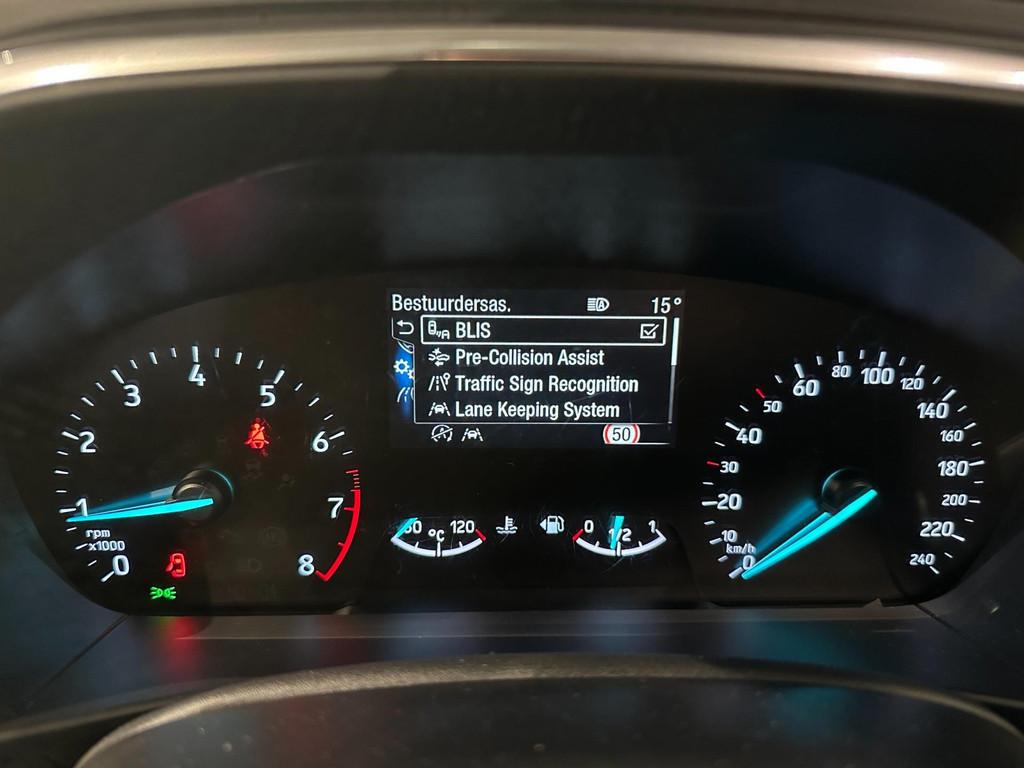 Bestuurdersas. 15°
BLIS
Pre-Collision Assist
Traffic Sign Recognition
Lane Keeping System
50
0 1 2 3 4 5 6 7 8
rpm
x1000
60 °C 120
0 1/2 1
0 10 20 30 40 50 60 80 100 120 140 160 180 200 220 240
km/h